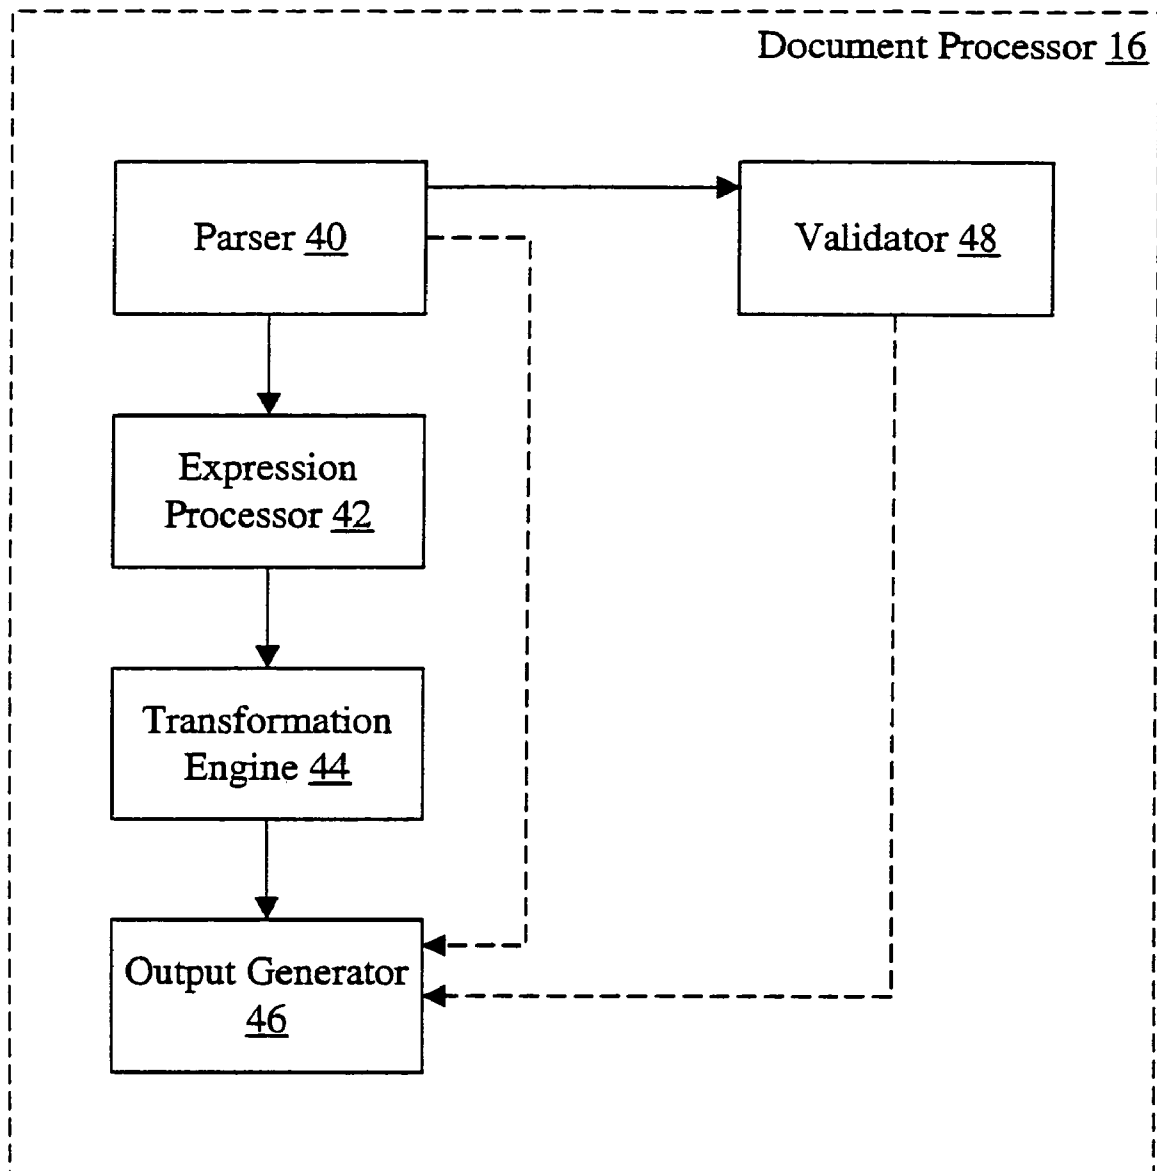 Document Processor 16
Parser 40
Validator 48
Expression
Processor 42
Transformation
Engine 44
Output Generator
46